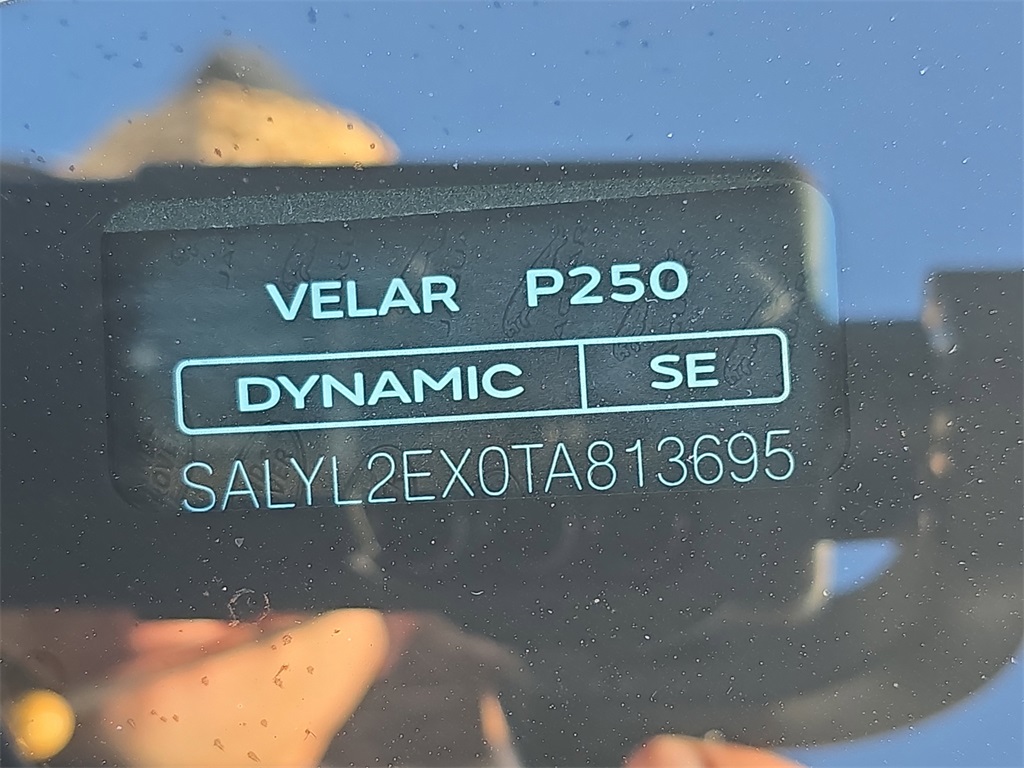 VELAR P250
DYNAMIC SE
SALYL2EX0TA813695